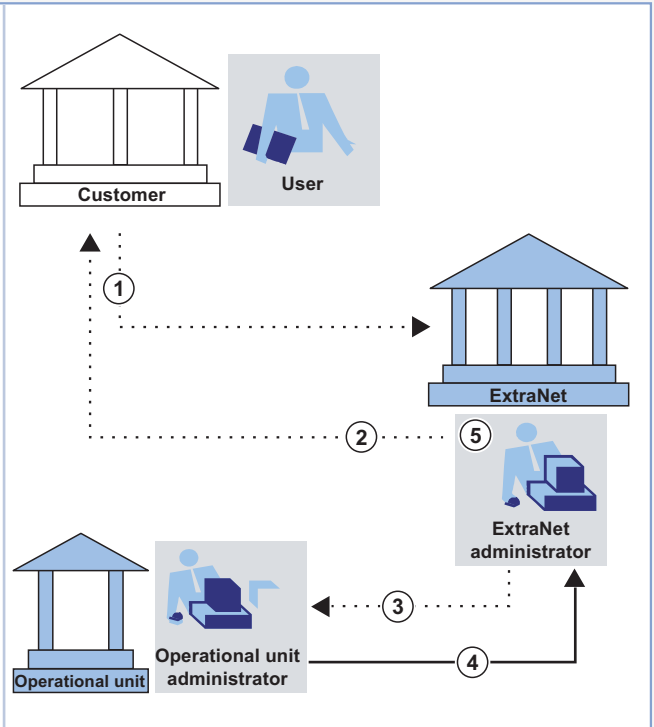 Customer
User
1
ExtraNet
2
5
ExtraNet
administrator
3
Operational unit
administrator
Operational unit
4